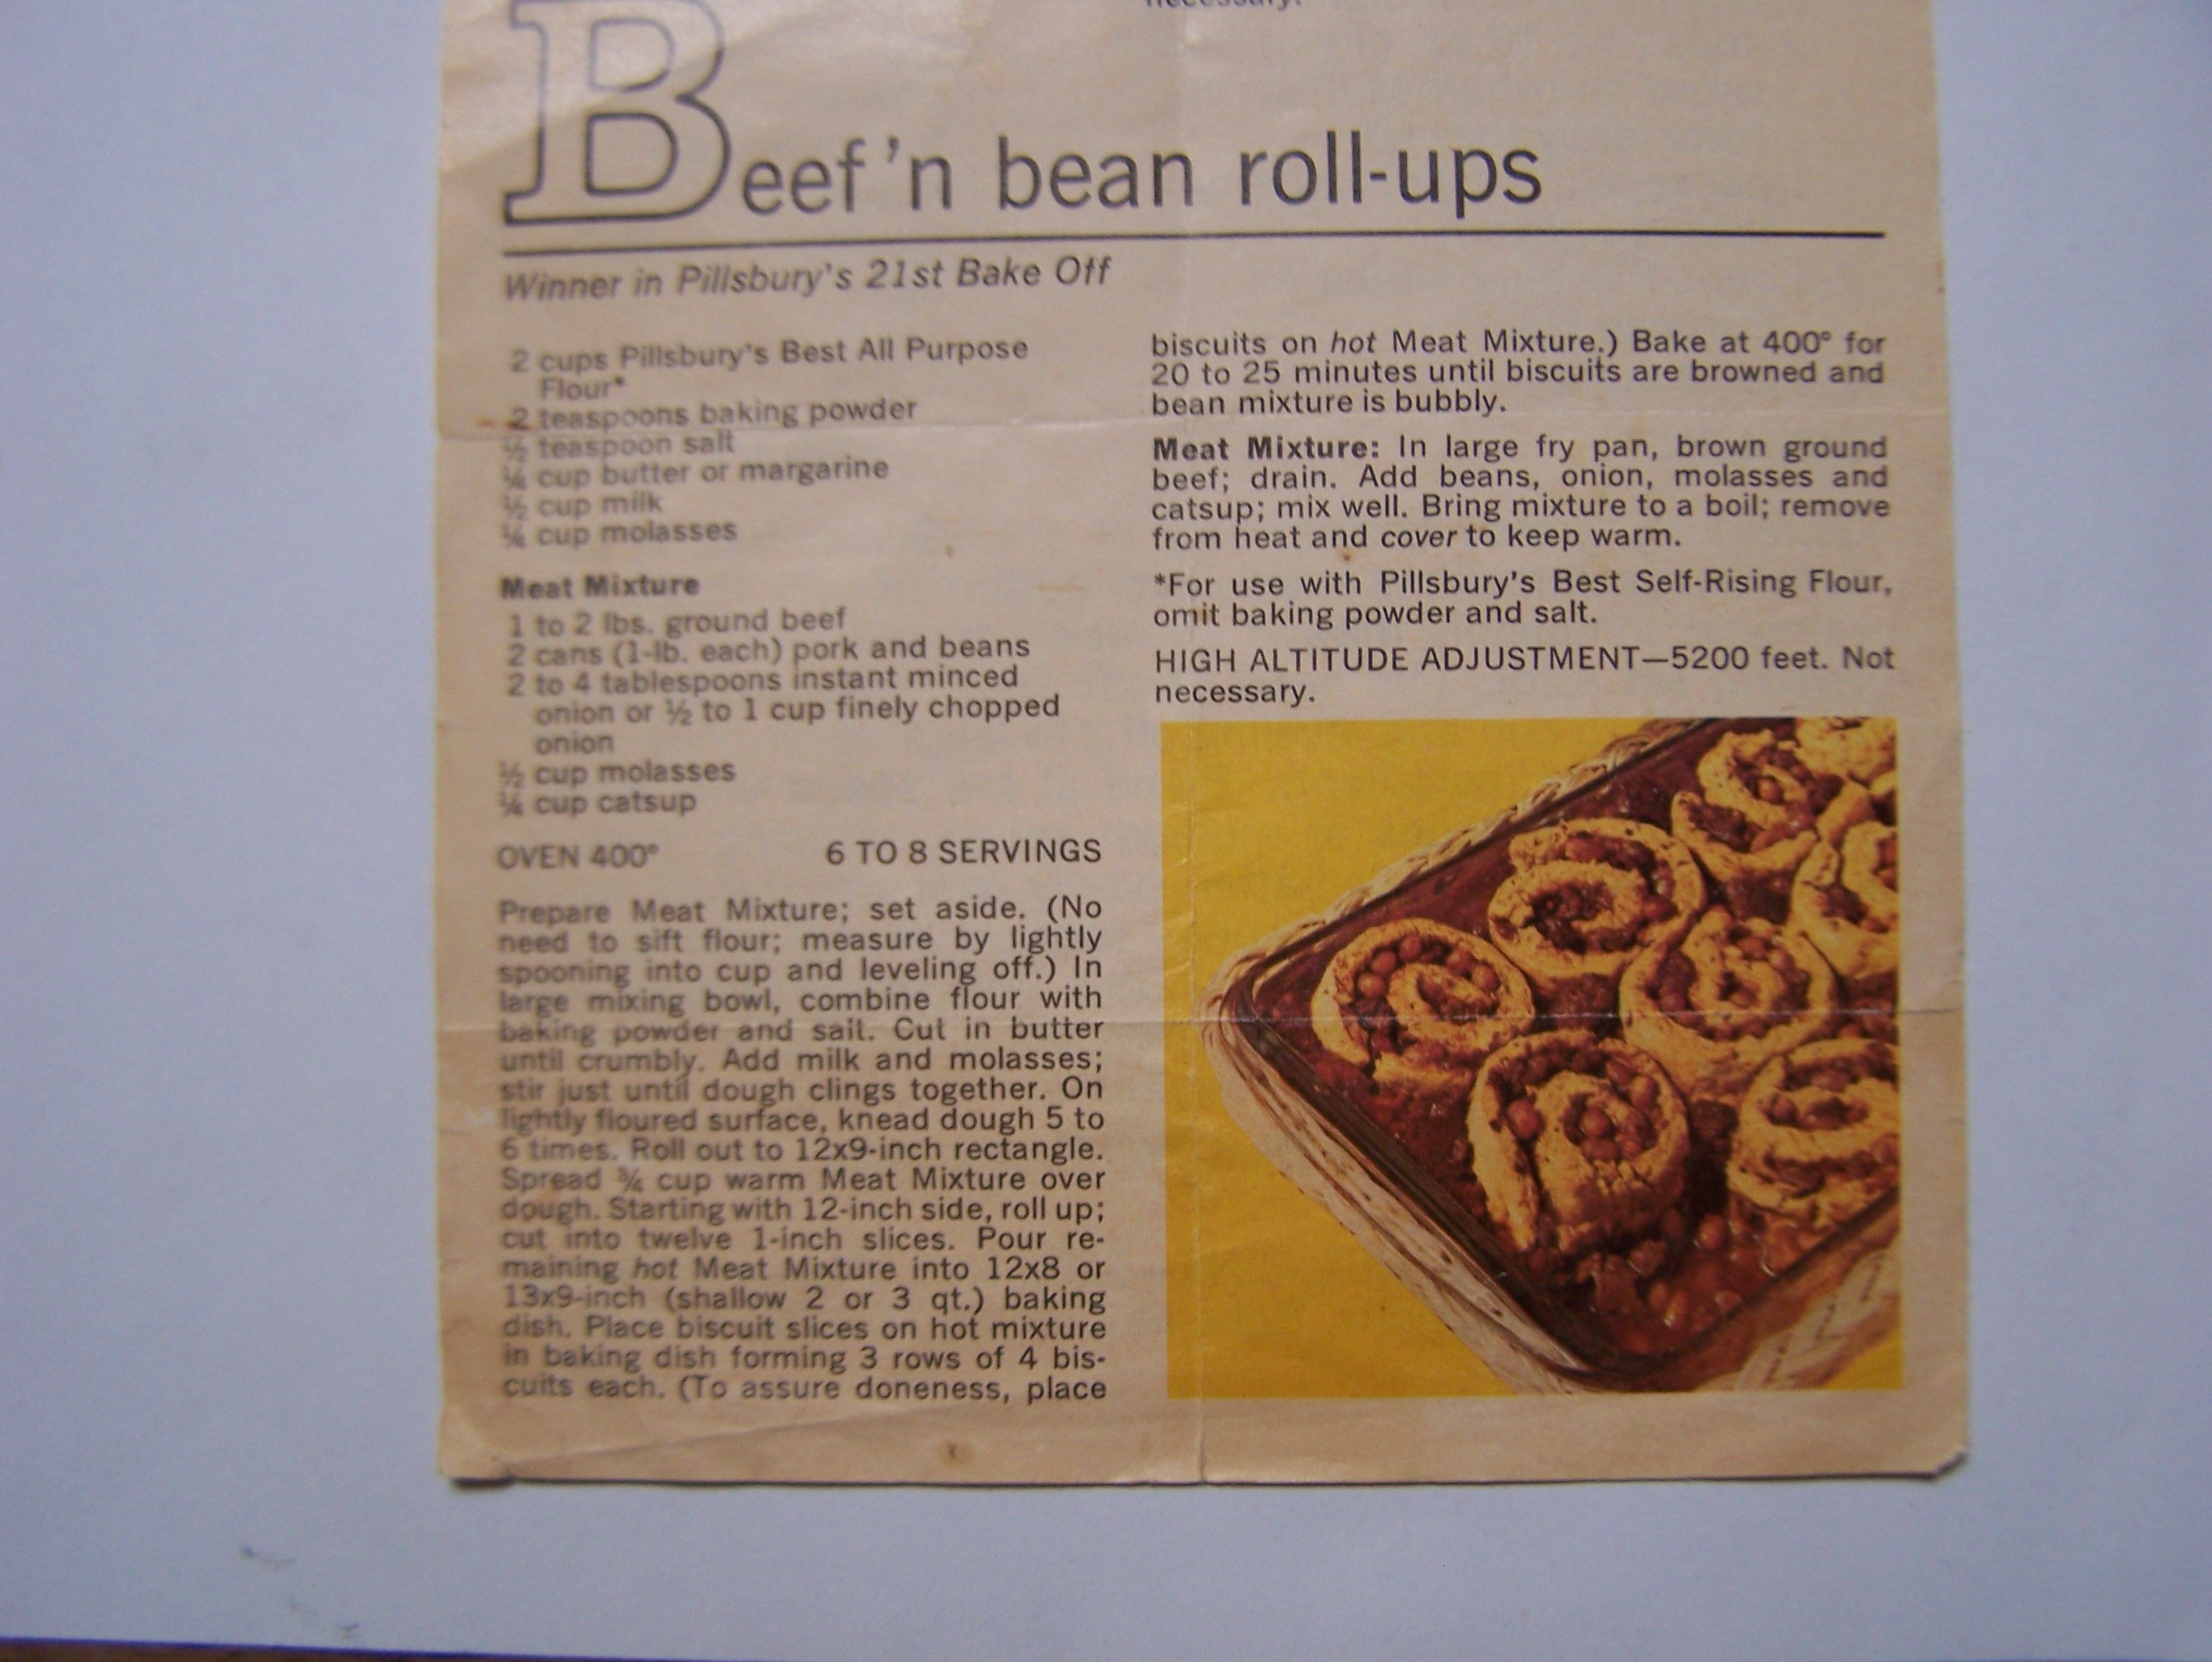 necessary.
Beef 'n bean roll-ups
Winner in Pillsbury's 21st Bake Off
2 cups Pillsbury's Best All Purpose
Flour*
2 teaspoons baking powder
½ teaspoon salt
¼ cup butter or margarine
½ cup milk
¼ cup molasses
Meat Mixture
1 to 2 lbs. ground beef
2 cans (1-lb. each) pork and beans
2 to 4 tablespoons instant minced
onion or ½ to 1 cup finely chopped
onion
½ cup molasses
¼ cup catsup
OVEN 400° 6 TO 8 SERVINGS
Prepare Meat Mixture; set aside. (No
need to sift flour; measure by lightly
spooning into cup and leveling off.) In
large mixing bowl, combine flour with
baking powder and salt. Cut in butter
until crumbly. Add milk and molasses;
stir just until dough clings together. On
lightly floured surface, knead dough 5 to
6 times. Roll out to 12x9-inch rectangle.
Spread ¾ cup warm Meat Mixture over
dough. Starting with 12-inch side, roll up;
cut into twelve 1-inch slices. Pour re-
maining hot Meat Mixture into 12x8 or
13x9-inch (shallow 2 or 3 qt.) baking
dish. Place biscuit slices on hot mixture
in baking dish forming 3 rows of 4 bis-
cuits each. (To assure doneness, place
biscuits on hot Meat Mixture.) Bake at 400° for
20 to 25 minutes until biscuits are browned and
bean mixture is bubbly.
Meat Mixture: In large fry pan, brown ground
beef; drain. Add beans, onion, molasses and
catsup; mix well. Bring mixture to a boil; remove
from heat and cover to keep warm.
*For use with Pillsbury's Best Self-Rising Flour,
omit baking powder and salt.
HIGH ALTITUDE ADJUSTMENT—5200 feet. Not
necessary.